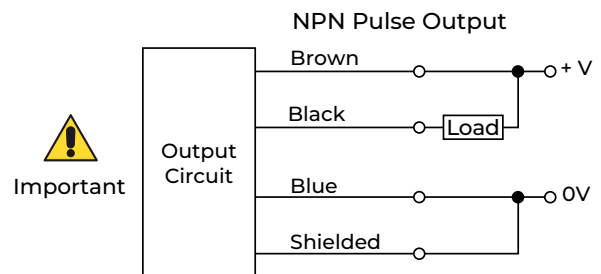 NPN Pulse Output
Brown
+ V
Black
Load
Important
Output
Circuit
Blue
0V
Shielded